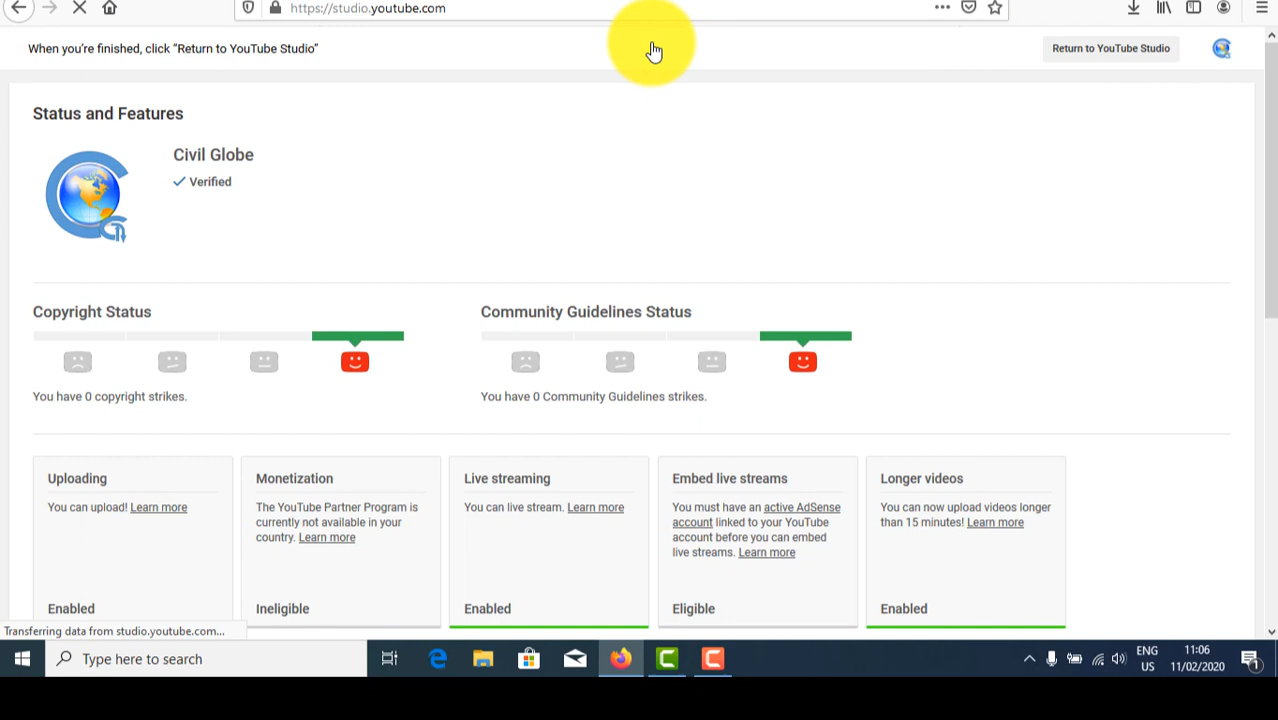 https://studio.youtube.com
When you're finished, click “Return to YouTube Studio”
Return to YouTube Studio
Status and Features
Civil Globe
Verified
Copyright Status
You have 0 copyright strikes.
Community Guidelines Status
You have 0 Community Guidelines strikes.
Uploading
You can upload! Learn more
Enabled
Monetization
The YouTube Partner Program is
currently not available in your
country. Learn more
Ineligible
Live streaming
You can live stream. Learn more
Enabled
Embed live streams
You must have an active AdSense
account linked to your YouTube
account before you can embed
live streams. Learn more
Eligible
Longer videos
You can now upload videos longer
than 15 minutes! Learn more
Enabled
Transferring data from studio.youtube.com...
Type here to search
ENG
US
11:06
11/02/2020
1